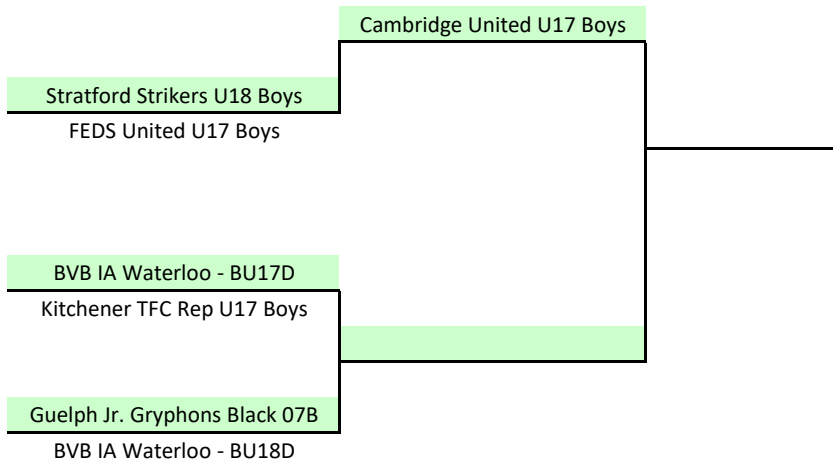 Cambridge United U17 Boys
Stratford Strikers U18 Boys
FEDS United U17 Boys
BVB IA Waterloo - BU17D
Kitchener TFC Rep U17 Boys
Guelph Jr. Gryphons Black 07B
BVB IA Waterloo - BU18D